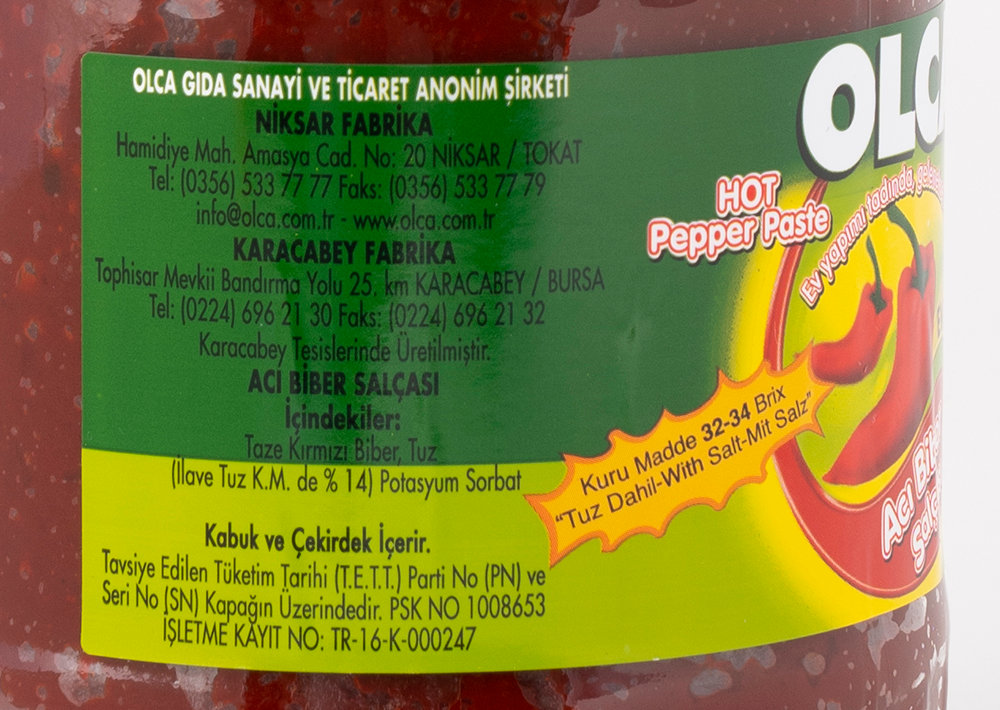 OLCA GIDA SANAYİ VE TİCARET ANONİM ŞİRKETİ
NİKSAR FABRİKA
Hamidiye Mah. Amasya Cad. No: 20 NİKSAR / TOKAT
Tel: (0356) 533 77 77 Faks: (0356) 533 77 79
info@olca.com.tr - www.olca.com.tr
KARACABEY FABRİKA
Tophisar Mevkii Bandırma Yolu 25. km KARACABEY / BURSA
Tel: (0224) 696 21 30 Faks: (0224) 696 21 32
Karacabey Tesislerinde Üretilmiştir.
ACI BİBER SALÇASI
İçindekiler:
Taze Kırmızı Biber, Tuz
(İlave Tuz K.M. de % 14) Potasyum Sorbat
Kabuk ve Çekirdek İçerir.
Tavsiye Edilen Tüketim Tarihi (T.E.T.T.) Parti No (PN) ve
Seri No (SN) Kapağın Üzerindedir. PSK NO 1008653
İŞLETME KAYIT NO: TR-16-K-000247
OLCA
HOT
Pepper Paste
Ev yapımı tadında,
Kuru Madde 32-34 Brix
"Tuz Dahil-With Salt-Mit Salz"
Acı